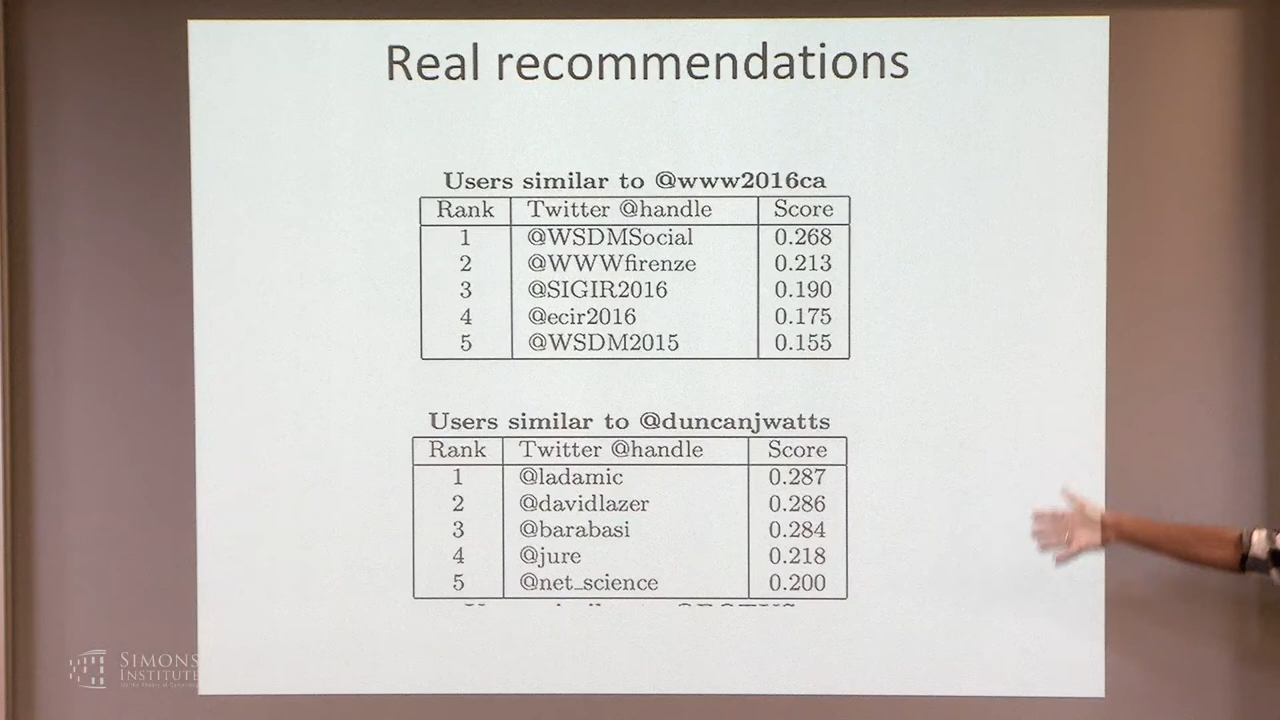 Real recommendations
Users similar to @www2016ca
Rank Twitter @handle Score
1 @WSDMSocial 0.268
2 @WWWfirenze 0.213
3 @SIGIR2016 0.190
4 @ecir2016 0.175
5 @WSDM2015 0.155
Users similar to @duncanjwatts
Rank Twitter @handle Score
1 @ladamic 0.287
2 @davidlazer 0.286
3 @barabasi 0.284
4 @jure 0.218
5 @net_science 0.200
SIMONS
INSTITUTE